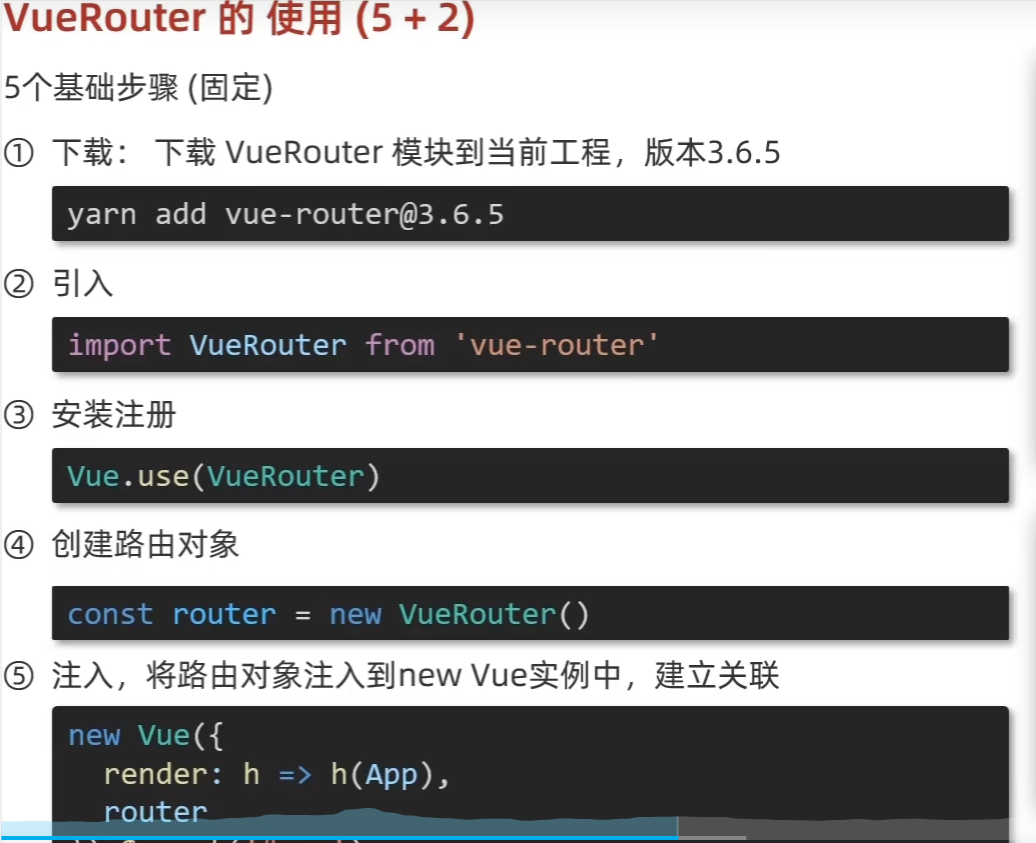 VueRouter 的 使用 (5 + 2)
5个基础步骤 (固定)
① 下载： 下载 VueRouter 模块到当前工程，版本3.6.5
yarn add vue-router@3.6.5
② 引入
import VueRouter from 'vue-router'
③ 安装注册
Vue.use(VueRouter)
④ 创建路由对象
const router = new VueRouter()
⑤ 注入，将路由对象注入到new Vue实例中，建立关联
new Vue({
render: h => h(App),
router